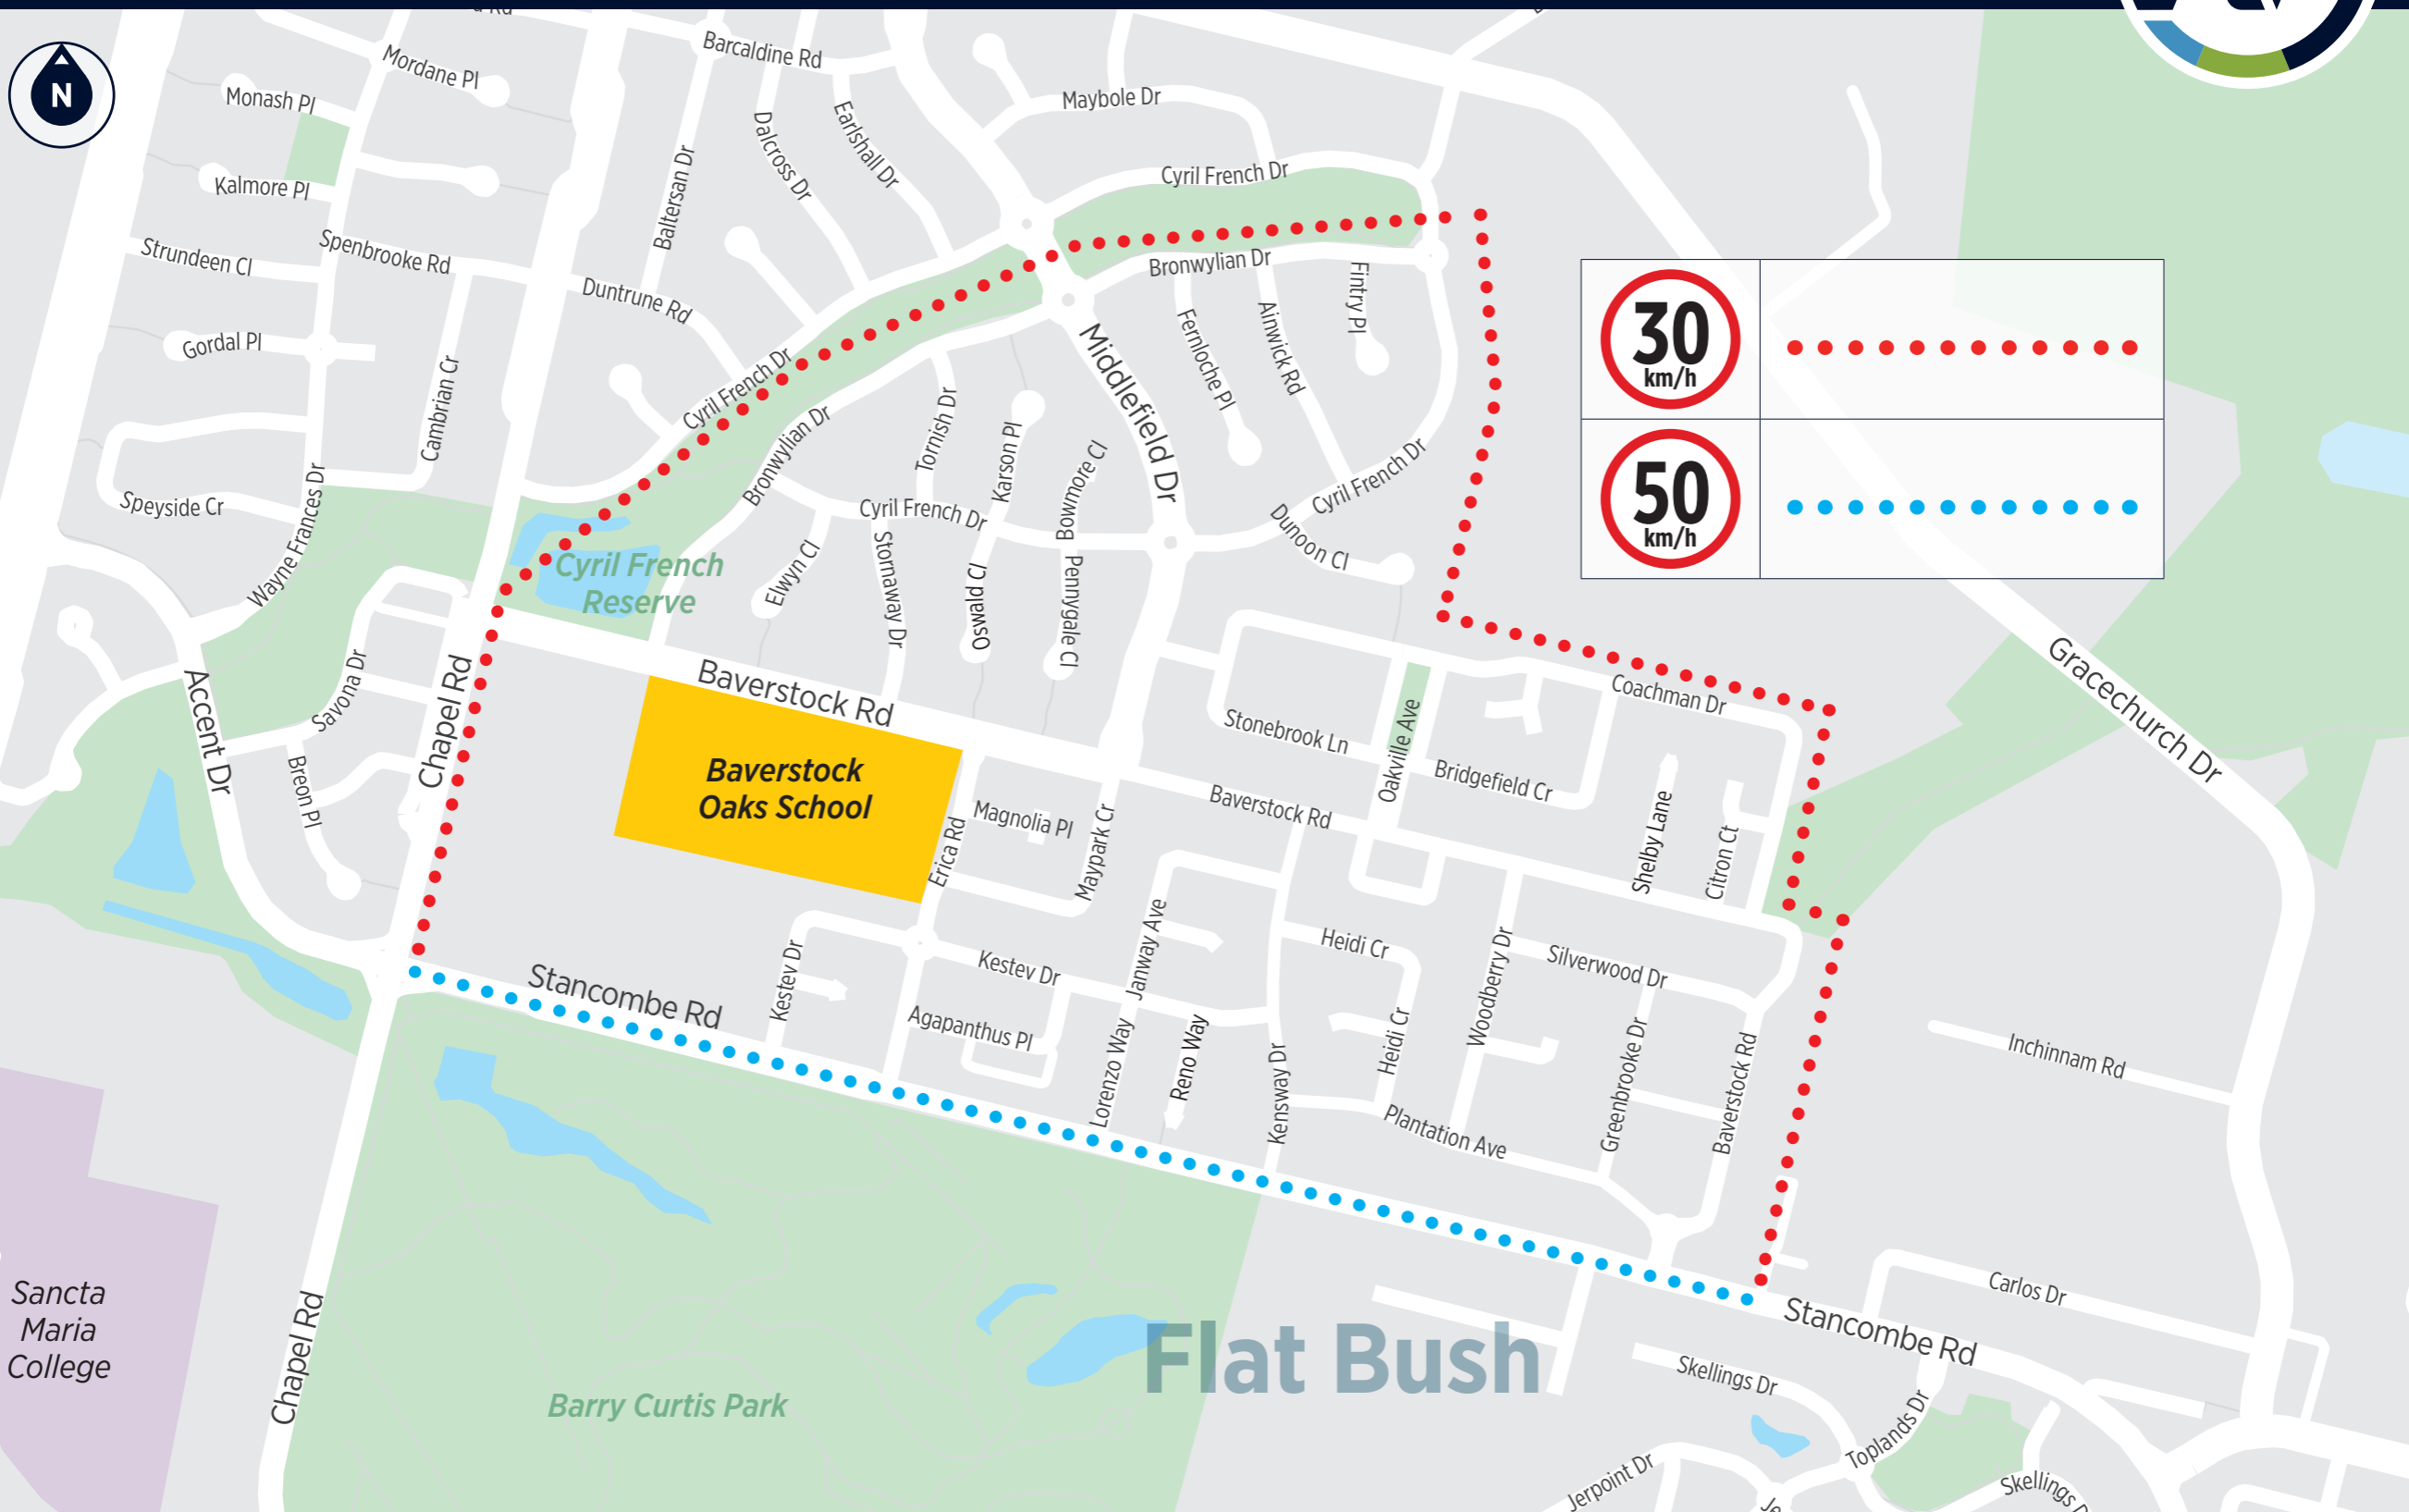 Barcaldine Rd
Mordane Pl
Monash Pl
Maybole Dr
Dalcross Dr
Earlshall Dr
Baltersan Dr
Cyril French Dr
Kalmore Pl
Strundeen Cl
Spenbrooke Rd
Duntrune Rd
Bronwylian Dr
Fintry Pl
Gordal Pl
Fernloche Pl
Ainwick Rd
Middlefield Dr
30
km/h
Cambrian Cr
Cyril French Dr
Bronwylian Dr
Tornish Dr
Karson Pl
Bowmore Cl
Cyril French Dr
50
km/h
Speyside Cr
Wayne Frances Dr
Cyril French Dr
Dunoon Cl
Cyril French
Reserve
Elwyn Cl
Stornaway Dr
Oswald Cl
Pennygale Cl
Accent Dr
Savona Dr
Chapel Rd
Baverstock Rd
Coachman Dr
Gracechurch Dr
Stonebrook Ln
Oakville Ave
Bridgefield Cr
Breon Pl
Baverstock
Oaks School
Magnolia Pl
Erica Rd
Maypark Cr
Baverstock Rd
Shelby Lane
Citron Ct
Stancombe Rd
Kestev Dr
Kestev Dr
Janway Ave
Heidi Cr
Woodberry Dr
Silverwood Dr
Agapanthus Pl
Lorenzo Way
Reno Way
Kensway Dr
Heidi Cr
Plantation Ave
Greenbrooke Dr
Baverstock Rd
Inchinnam Rd
Sancta
Maria
College
Chapel Rd
Barry Curtis Park
Flat Bush
Stancombe Rd
Carlos Dr
Skellings Dr
Toplands Dr
Jerpoint Dr
Skellings
N